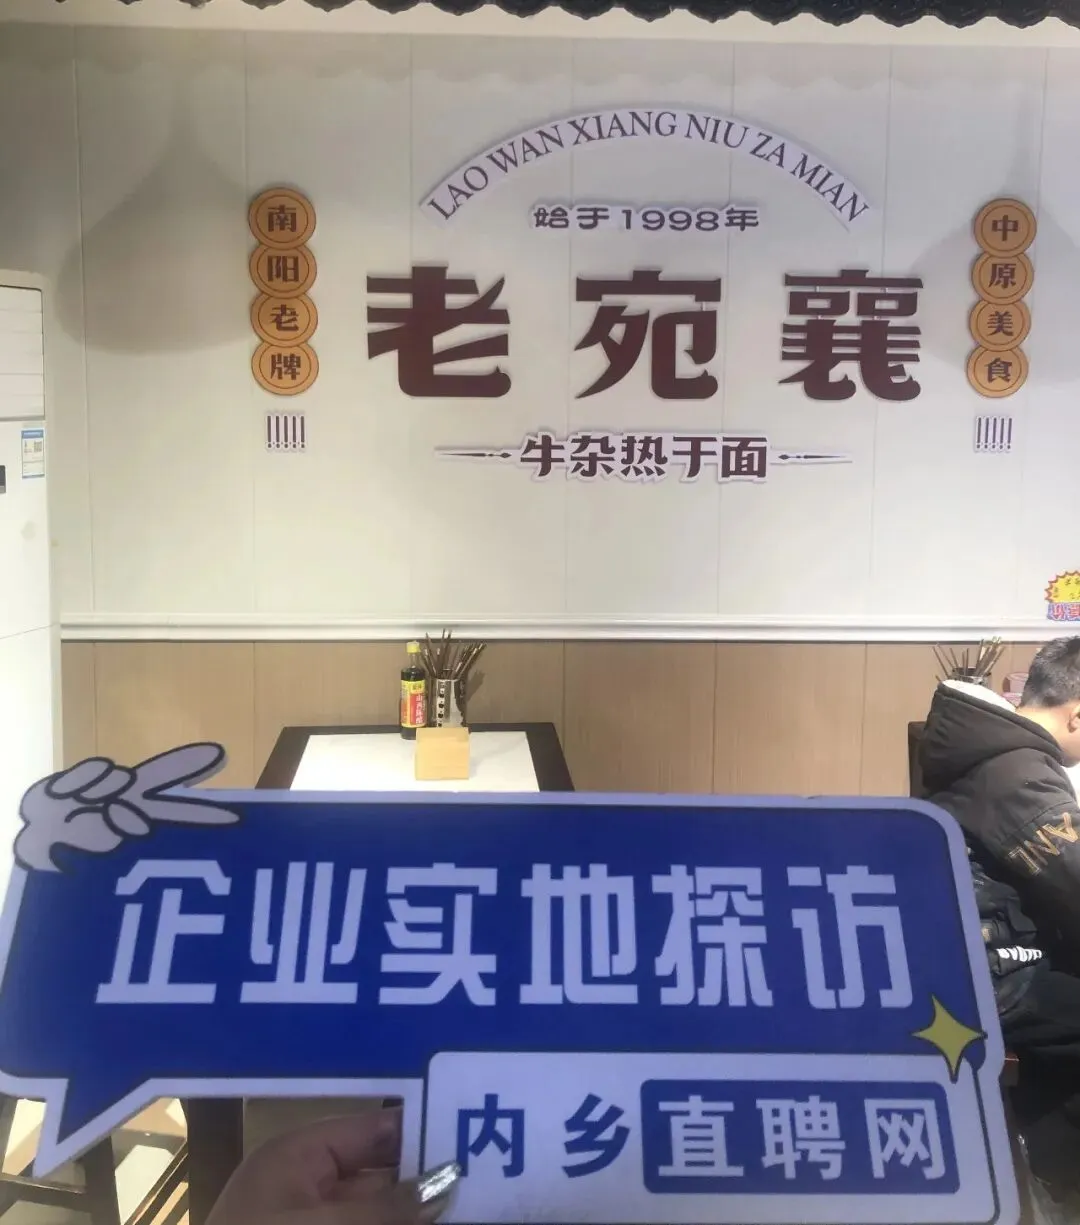 LAO WAN XIANG NIU ZA MIAN
始于1998年
南阳老牌
老宛襄
中原美食
牛杂热干面
企业实地探访
内乡直聘网